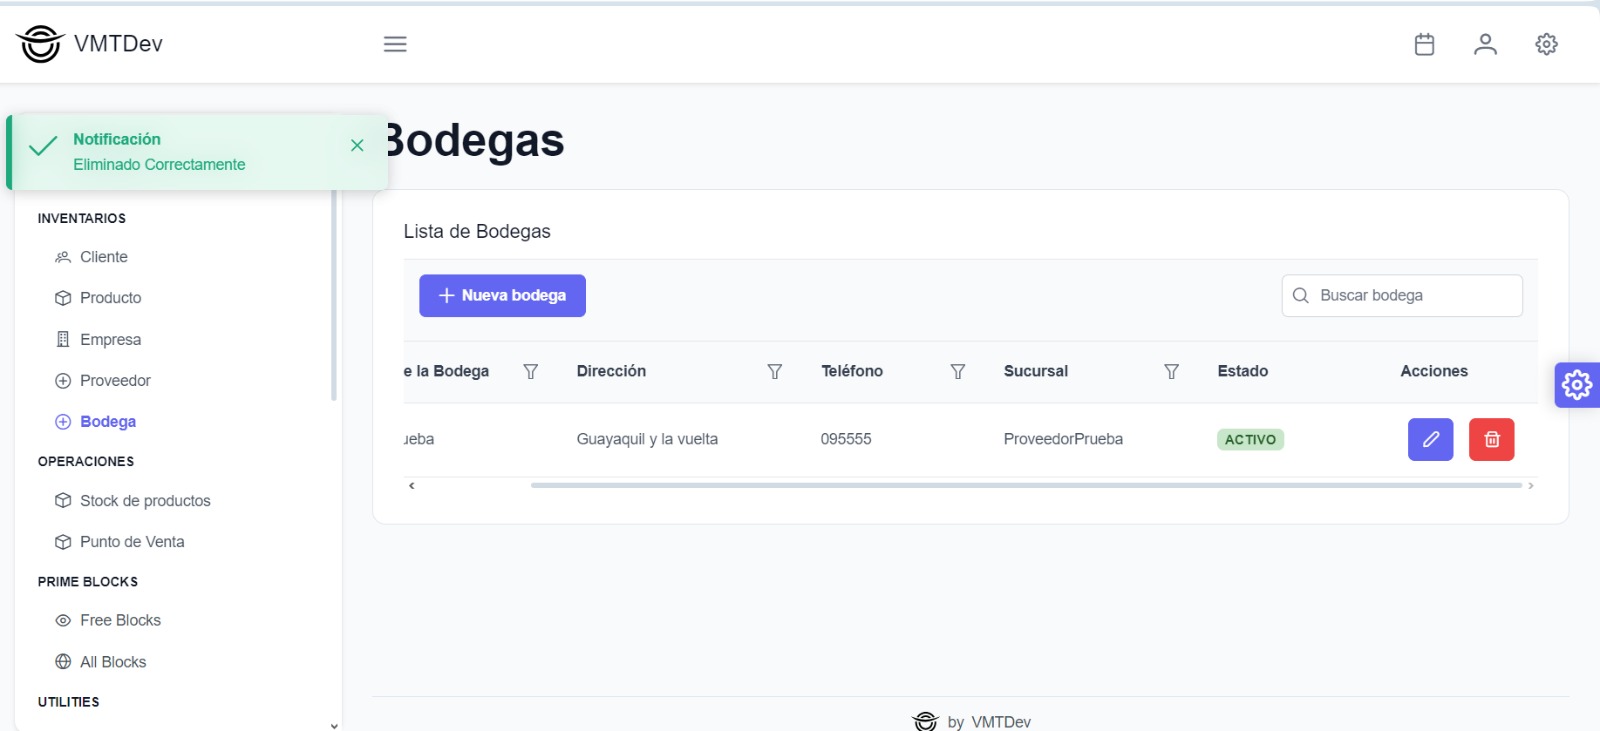 VMTDev
Notificación
Eliminado Correctamente
Bodegas
INVENTARIOS
Cliente
Producto
Empresa
Proveedor
Bodega
OPERACIONES
Stock de productos
Punto de Venta
PRIME BLOCKS
Free Blocks
All Blocks
UTILITIES
Lista de Bodegas
Nueva bodega
Buscar bodega
e la Bodega Dirección Teléfono Sucursal Estado Acciones
ueba Guayaquil y la vuelta 095555 ProveedorPrueba ACTIVO
by VMTDev